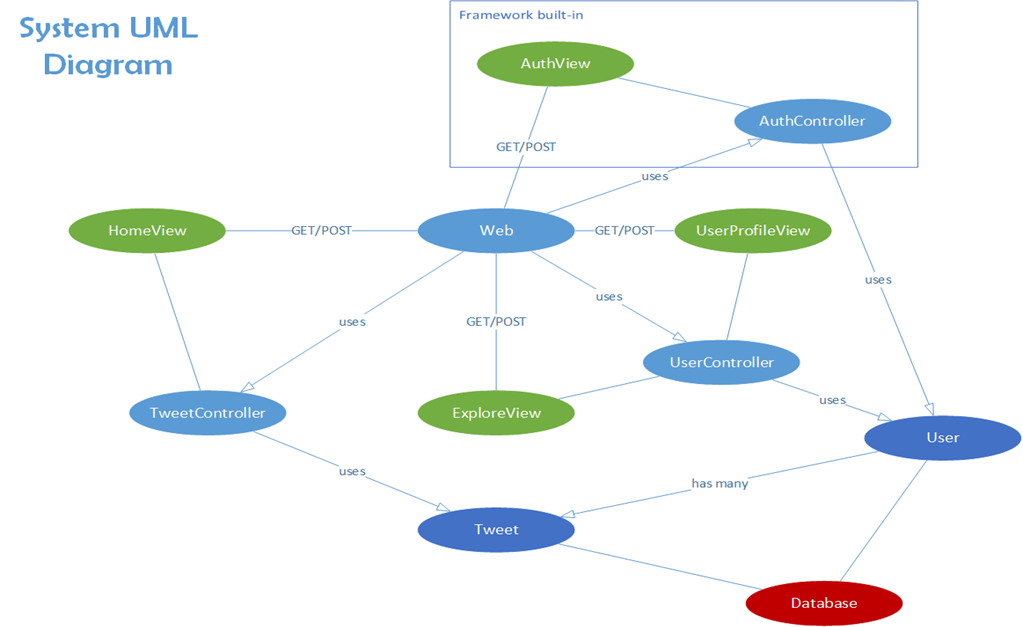 System UML
Diagram
Framework built-in
AuthView
AuthController
GET/POST
uses
HomeView
GET/POST
Web
GET/POST
UserProfileView
uses
uses
uses
GET/POST
UserController
TweetController
ExploreView
uses
User
uses
has many
Tweet
Database